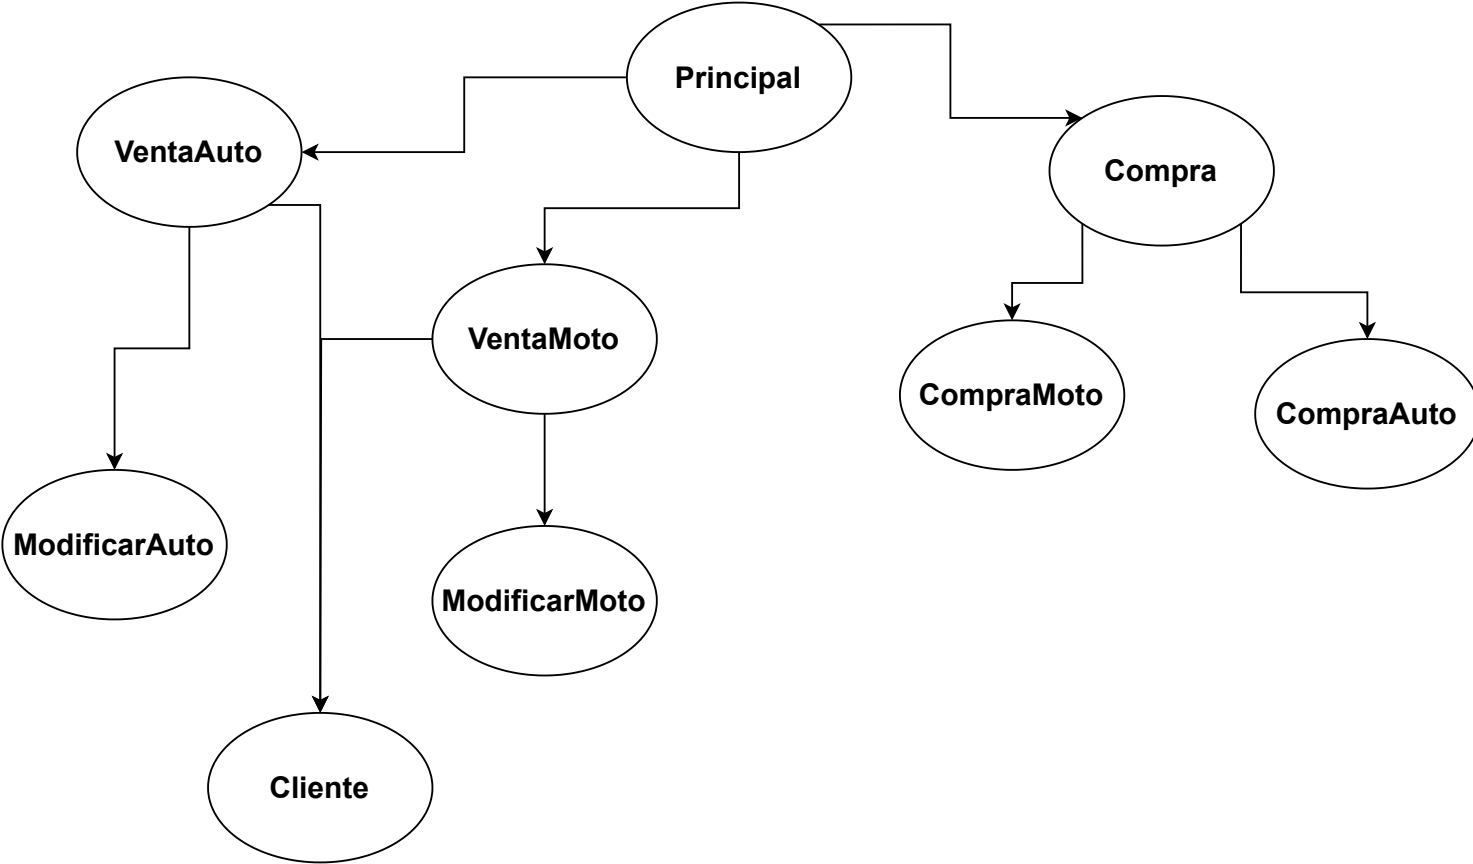 Principal
VentaAuto
Compra
VentaMoto
CompraMoto
CompraAuto
ModificarAuto
ModificarMoto
Cliente